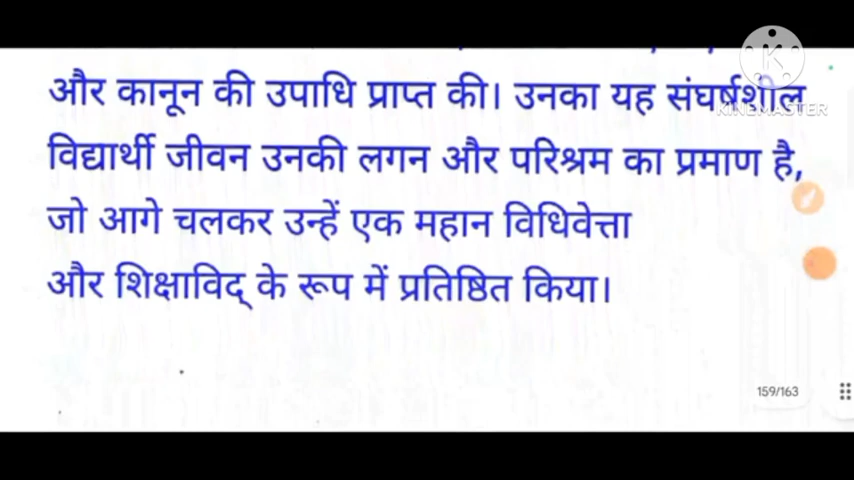 और कानून की उपाधि प्राप्त की। उनका यह संघर्षशील
विद्यार्थी जीवन उनकी लगन और परिश्रम का प्रमाण है,
जो आगे चलकर उन्हें एक महान विधिवेत्ता
और शिक्षाविद् के रूप में प्रतिष्ठित किया।
159/163
KINEMASTER